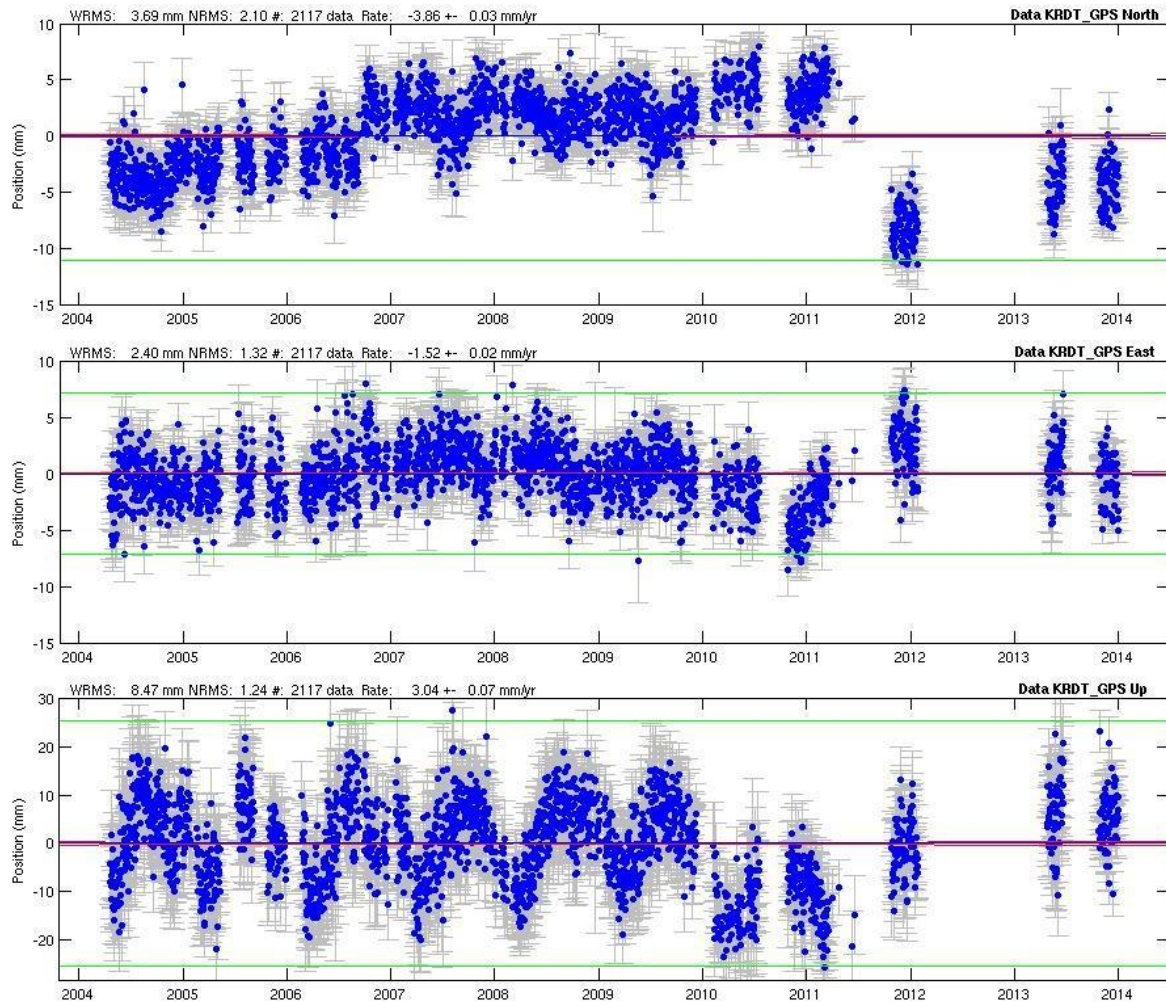 WRMS: 3.69 mm NRMS: 2.10 #: 2117 data Rate: -3.86 +- 0.03 mm/yr Data KRDT_GPS North
10
5
0
-5
-10
-15
Position (mm)
2004 2005 2006 2007 2008 2009 2010 2011 2012 2013 2014
WRMS: 2.40 mm NRMS: 1.32 #: 2117 data Rate: -1.52 +- 0.02 mm/yr Data KRDT_GPS East
10
5
0
-5
-10
-15
Position (mm)
2004 2005 2006 2007 2008 2009 2010 2011 2012 2013 2014
WRMS: 8.47 mm NRMS: 1.24 #: 2117 data Rate: 3.04 +- 0.07 mm/yr Data KRDT_GPS Up
30
20
10
0
-10
-20
Position (mm)
2004 2005 2006 2007 2008 2009 2010 2011 2012 2013 2014